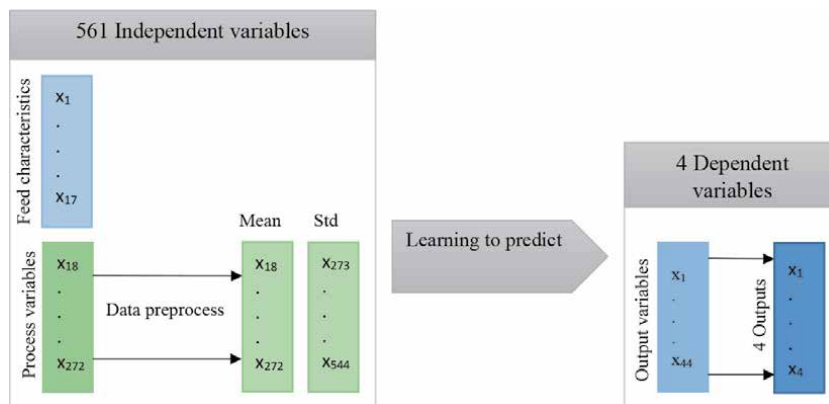 561 Independent variables
Feed characteristics
x1
.
.
.
x17
Process variables
x18
.
.
.
x272
Data preprocess
Mean
x18
.
.
.
x272
Std
x273
.
.
.
x544
Learning to predict
4 Dependent
variables
Output variables
x1
.
.
.
x44
4 Outputs
x1
.
.
.
x4